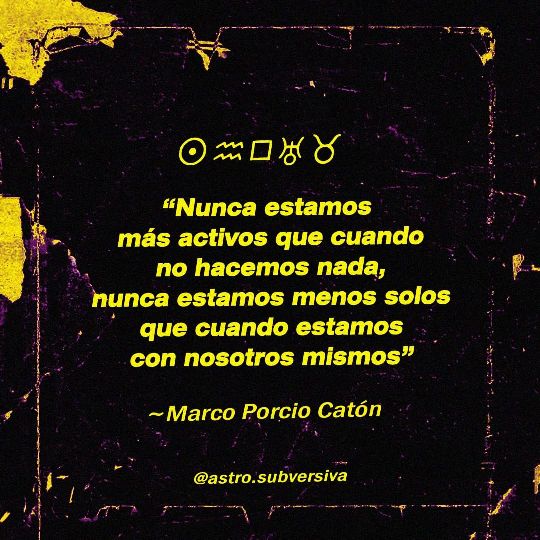 ☉♒□♅♉
“Nunca estamos
más activos que cuando
no hacemos nada,
nunca estamos menos solos
que cuando estamos
con nosotros mismos”
~Marco Porcio Catón
@astro.subversiva